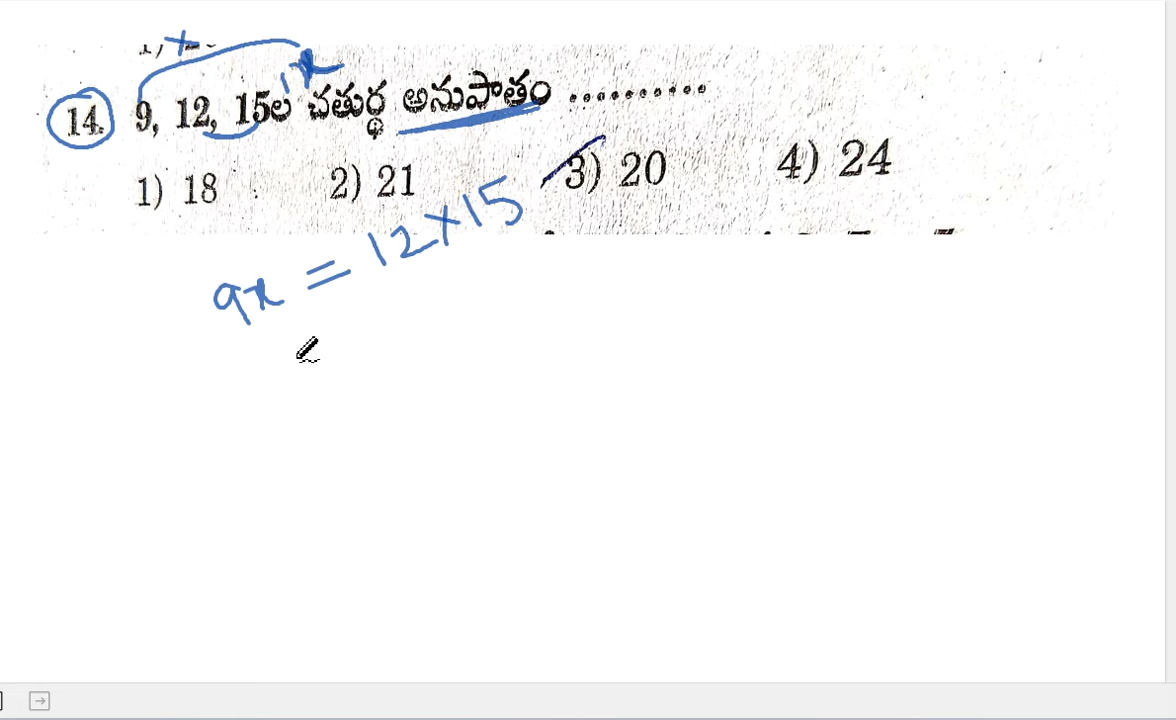 14. 9, 12, 15ల చతుర్థ అనుపాతం ..........
x
1) 18 2) 21 3) 20 4) 24
9x = 12×15